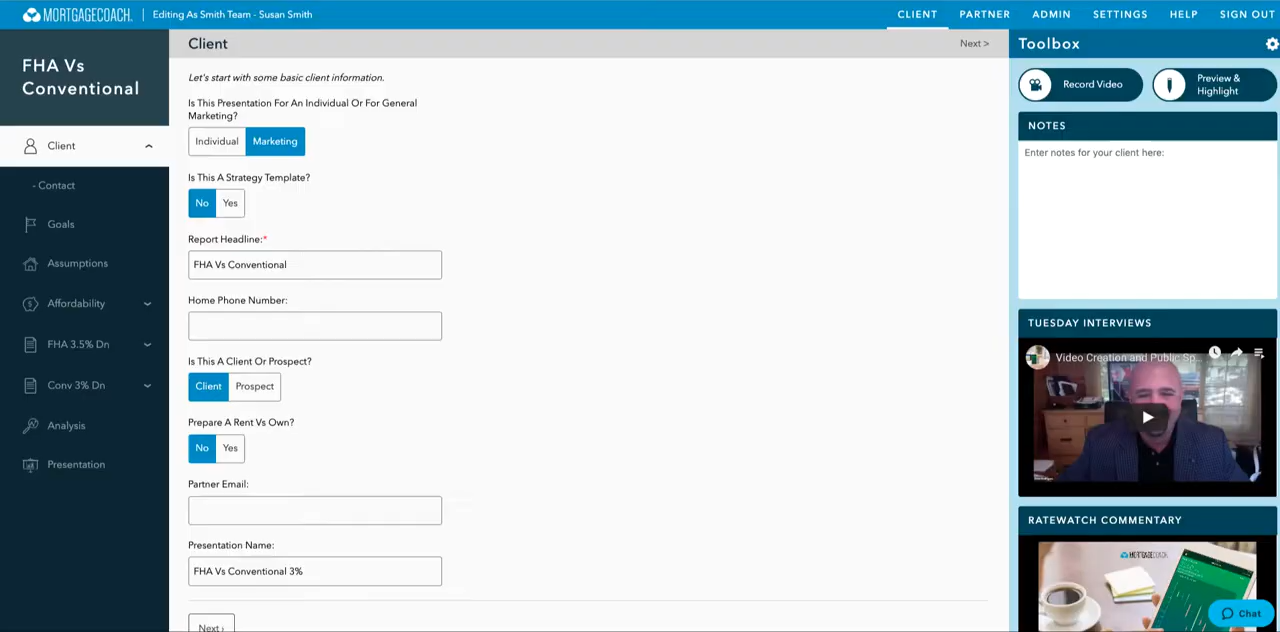 MORTGAGECOACH.
Editing As Smith Team - Susan Smith
CLIENT
PARTNER
ADMIN
SETTINGS
HELP
SIGN OUT
FHA Vs
Conventional
Client
- Contact
Goals
Assumptions
Affordability
FHA 3.5% Dn
Conv 3% Dn
Analysis
Presentation
Client
Next >
Let's start with some basic client information.
Is This Presentation For An Individual Or For General
Marketing?
Individual
Marketing
Is This A Strategy Template?
No
Yes
Report Headline:*
FHA Vs Conventional
Home Phone Number:
Is This A Client Or Prospect?
Client
Prospect
Prepare A Rent Vs Own?
No
Yes
Partner Email:
Presentation Name:
FHA Vs Conventional 3%
Next ›
Toolbox
Record Video
Preview &
Highlight
NOTES
Enter notes for your client here:
TUESDAY INTERVIEWS
Video Creation and Public Sp...
RATEWATCH COMMENTARY
MORTGAGECOACH
Chat